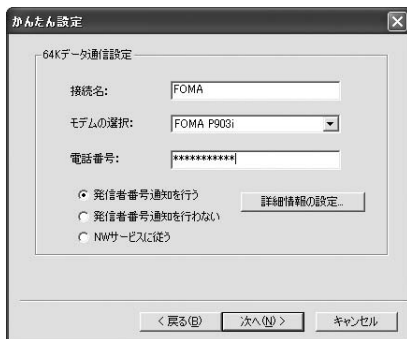 かんたん設定
64Kデータ通信設定
接続名: FOMA
モデムの選択: FOMA P903i
電話番号: ***********
発信者番号通知を行う 詳細情報の設定...
発信者番号通知を行わない
NWサービスに従う
< 戻る(B) 次へ(N) > キャンセル